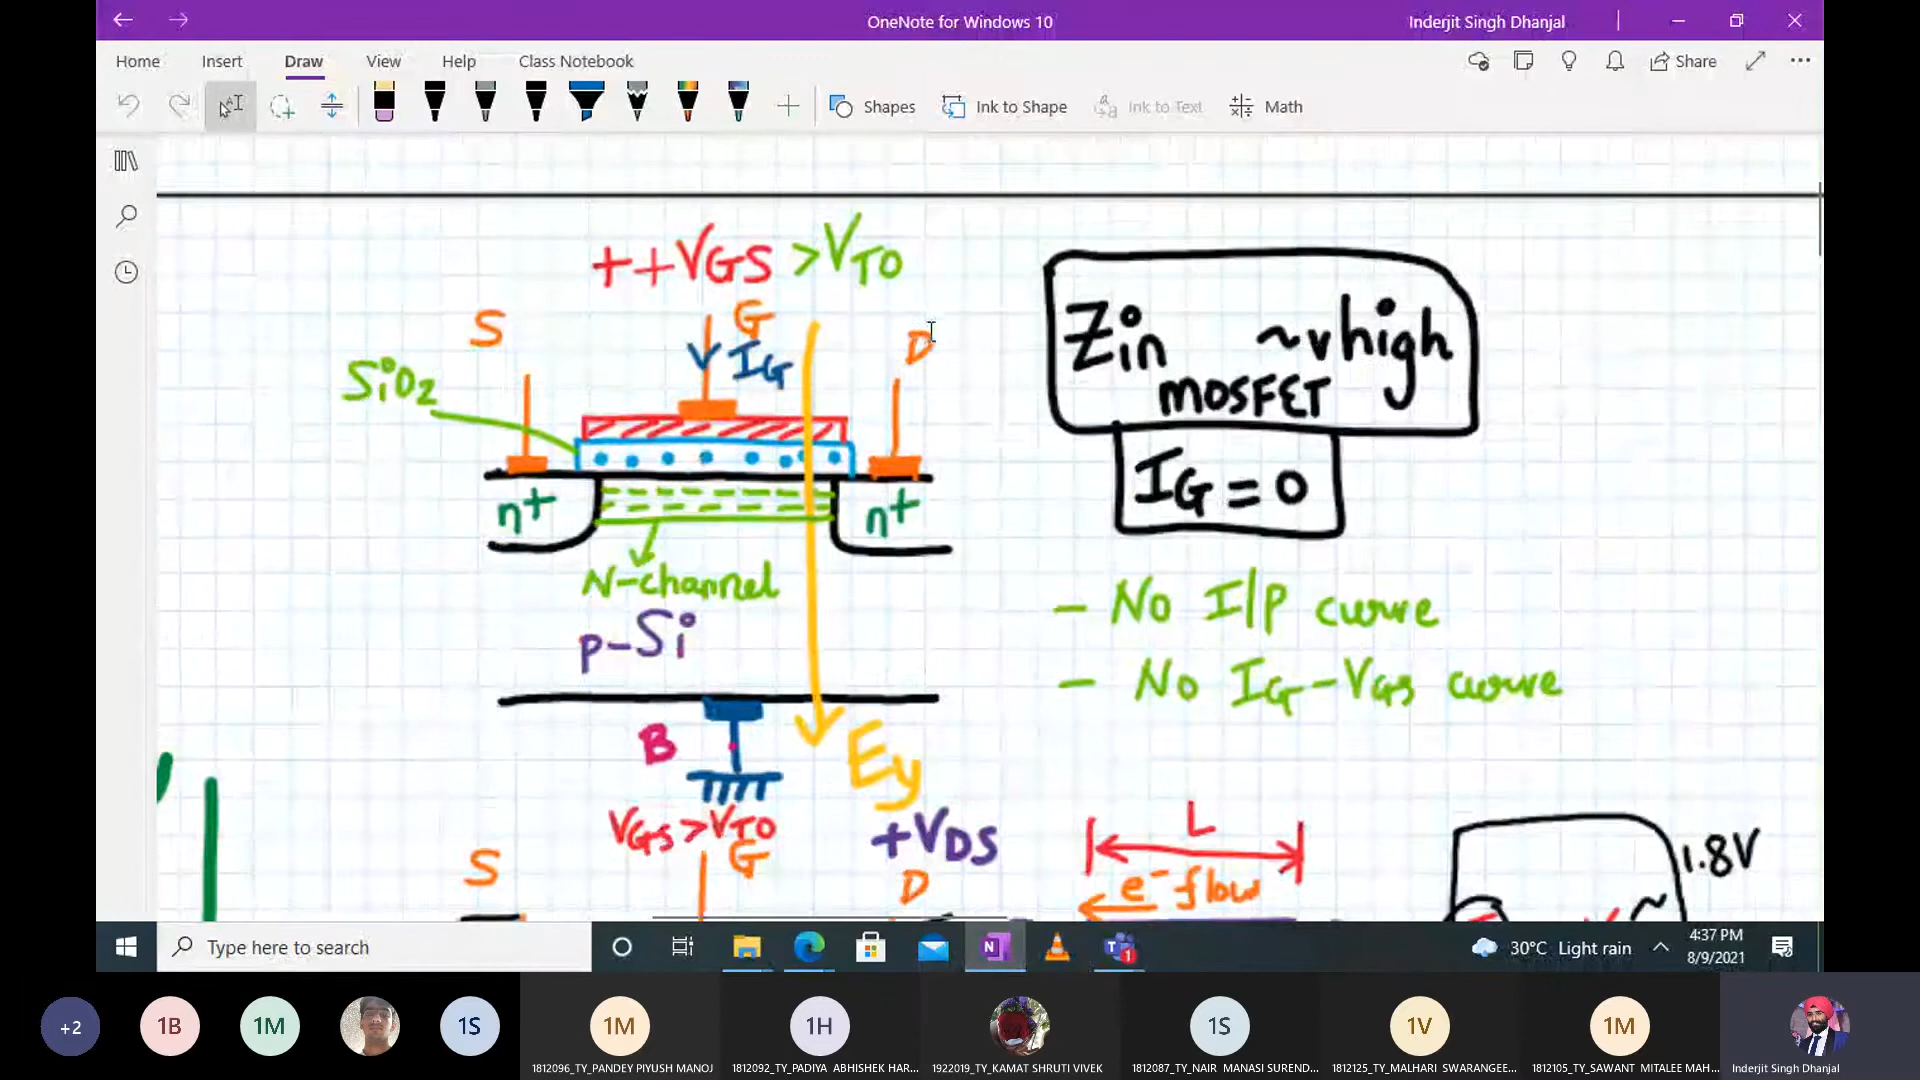 OneNote for Windows 10
Inderjit Singh Dhanjal
Home Insert Draw View Help Class Notebook
Share
Shapes Ink to Shape Ink to Text Math
++VGS >VTO
S G D
IG
SiO2
n+ n+
N-channel
p-Si
B
Ey
Zin ~vhigh
MOSFET
IG = 0
- No I/P curve
- No IG-VGS curve
VGS >VTO
+VDS
S G D
L
e- flow
1.8V
Type here to search
N
1
30°C Light rain
4:37 PM
8/9/2021
+2 1B 1M 1S 1M 1H 1S 1V 1M
1812096_TY_PANDEY PIYUSH MANOJ
1812092_TY_PADIYA ABHISHEK HAR...
1922019_TY_KAMAT SHRUTI VIVEK
1812087_TY_NAIR MANASI SUREND...
1812125_TY_MALHARI SWARANGEE...
1812105_TY_SAWANT MITALEE MAH...
Inderjit Singh Dhanjal